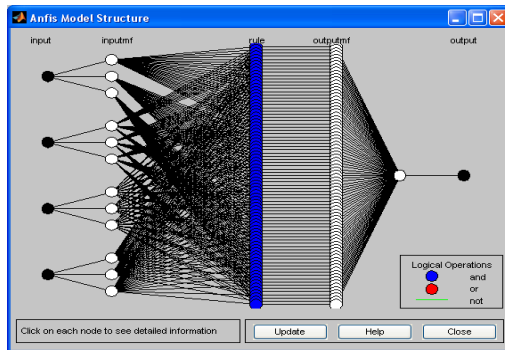 Anfis Model Structure
input inputmf rule outputmf output
Logical Operations
and
or
not
Click on each node to see detailed information
Update Help Close